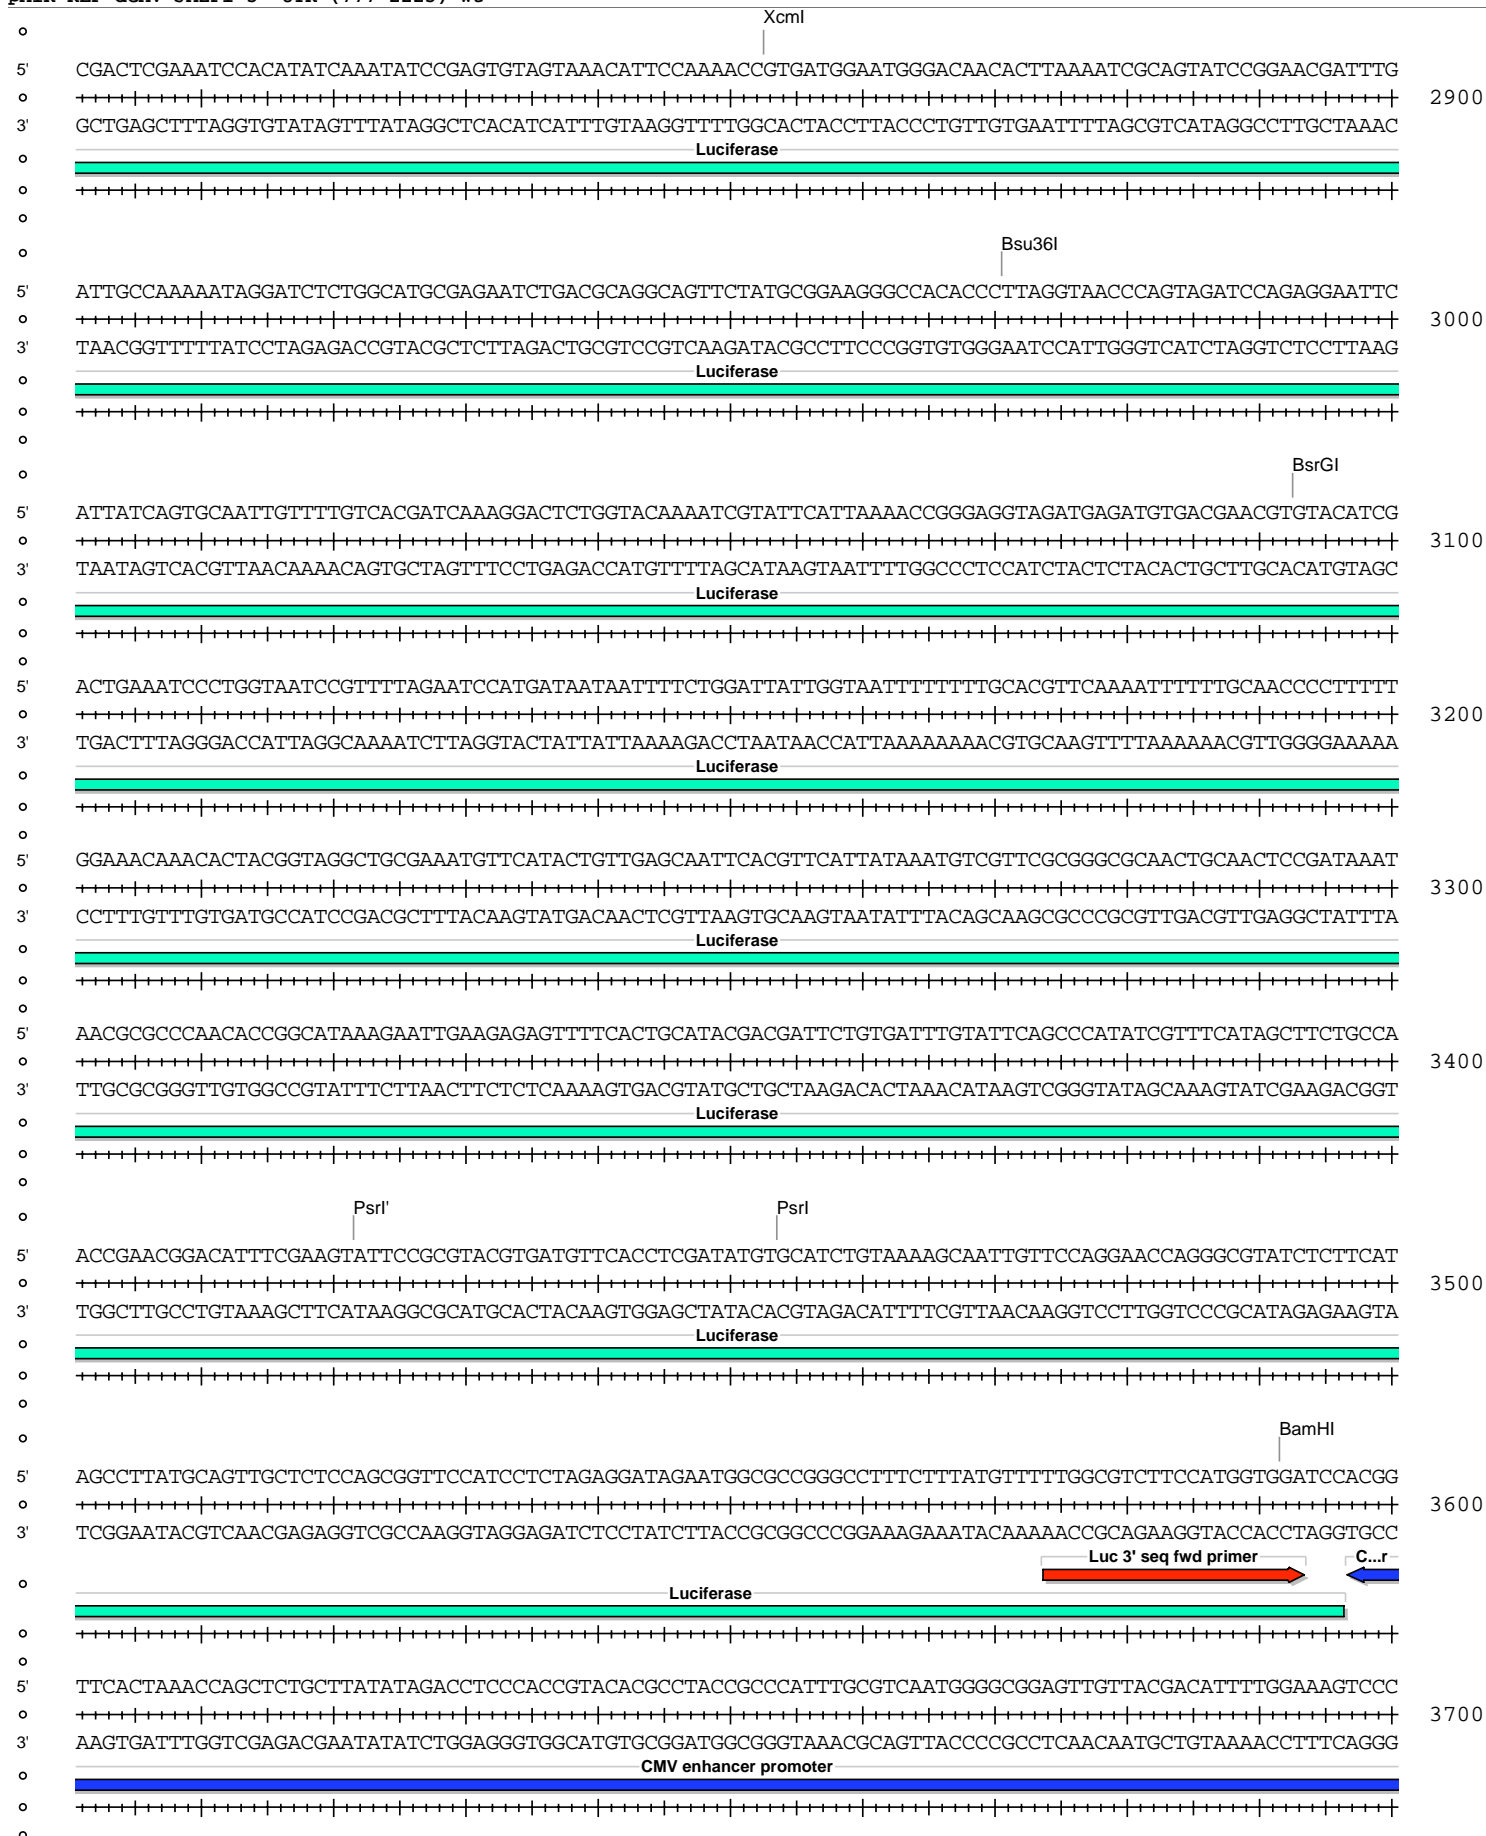 XcmI
5' CGACTCGAAATCCACATATCAAATATCCGAGTGTAGTAAACATTCCAAAACCGTGATGGAATGGGACAACACTTAAAATCGCAGTATCCGGAACGATTTG
2900
3' GCTGAGCTTTAGGTGTATAGTTTATAGGCTCACATCATTTGTAAGGTTTTGGCACTACCTTACCCTGTTGTGAATTTTAGCGTCATAGGCCTTGCTAAAC
Luciferase
Bsu36I
5' ATTGCCAAAAATAGGATCTCTGGCATGCGAGAATCTGACGCAGGCAGTTCTATGCGGAAGGGCCACACCCTTAGGTAACCCAGTAGATCCAGAGGAATTC
3000
3' TAACGGTTTTTATCCTAGAGACCGTACGCTCTTAGACTGCGTCCGTCAAGATACGCCTTCCCGGTGTGGGAATCCATTGGGTCATCTAGGTCTCCTTAAG
Luciferase
BsrGI
5' ATTATCAGTGCAATTGTTTTGTCACGATCAAAGGACTCTGGTACAAAATCGTATTCATTAAAACCGGGAGGTAGATGAGATGTGACGAACGTGTACATCG
3100
3' TAATAGTCACGTTAACAAAACAGTGCTAGTTTCCTGAGACCATGTTTTAGCATAAGTAATTTTGGCCCTCCATCTACTCTACACTGCTTGCACATGTAGC
Luciferase
5' ACTGAAATCCCTGGTAATCCGTTTTAGAATCCATGATAATAATTTTCTGGATTATTGGTAATTTTTTTTGCACGTTCAAAATTTTTTGCAACCCCTTTTT
3200
3' TGACTTTAGGGACCATTAGGCAAAATCTTAGGTACTATTATTAAAAGACCTAATAACCATTAAAAAAAACGTGCAAGTTTTAAAAAACGTTGGGGAAAAA
Luciferase
5' GGAAACAAACACTACGGTAGGCTGCGAAATGTTCATACTGTTGAGCAATTCACGTTCATTATAAATGTCGTTCGCGGGCGCAACTGCAACTCCGATAAAT
3300
3' CCTTTGTTTGTGATGCCATCCGACGCTTTACAAGTATGACAACTCGTTAAGTGCAAGTAATATTTACAGCAAGCGCCCGCGTTGACGTTGAGGCTATTTA
Luciferase
5' AACGCGCCCAACACCGGCATAAAGAATTGAAGAGAGTTTTCACTGCATACGACGATTCTGTGATTTGTATTCAGCCCATATCGTTTCATAGCTTCTGCCA
3400
3' TTGCGCGGGTTGTGGCCGTATTTCTTAACTTCTCTCAAAAGTGACGTATGCTGCTAAGACACTAAACATAAGTCGGGTATAGCAAAGTATCGAAGACGGT
Luciferase
PsrI' PsrI
5' ACCGAACGGACATTTCGAAGTATTCCGCGTACGTGATGTTCACCTCGATATGTGCATCTGTAAAAGCAATTGTTCCAGGAACCAGGGCGTATCTCTTCAT
3500
3' TGGCTTGCCTGTAAAGCTTCATAAGGCGCATGCACTACAAGTGGAGCTATACACGTAGACATTTTCGTTAACAAGGTCCTTGGTCCCGCATAGAGAAGTA
Luciferase
BamHI
5' AGCCTTATGCAGTTGCTCTCCAGCGGTTCCATCCTCTAGAGGATAGAATGGCGCCGGGCCTTTCTTTATGTTTTTGGCGTCTTCCATGGTGGATCCACGG
3600
3' TCGGAATACGTCAACGAGAGGTCGCCAAGGTAGGAGATCTCCTATCTTACCGCGGCCCGGAAAGAAATACAAAAACCGCAGAAGGTACCACCTAGGTGCC
Luc 3' seq fwd primer C...r
Luciferase
5' TTCACTAAACCAGCTCTGCTTATATAGACCTCCCACCGTACACGCCTACCGCCCATTTGCGTCAATGGGGCGGAGTTGTTACGACATTTTGGAAAGTCCC
3700
3' AAGTGATTTGGTCGAGACGAATATATCTGGAGGGTGGCATGTGCGGATGGCGGGTAAACGCAGTTACCCCGCCTCAACAATGCTGTAAAACCTTTCAGGG
CMV enhancer promoter